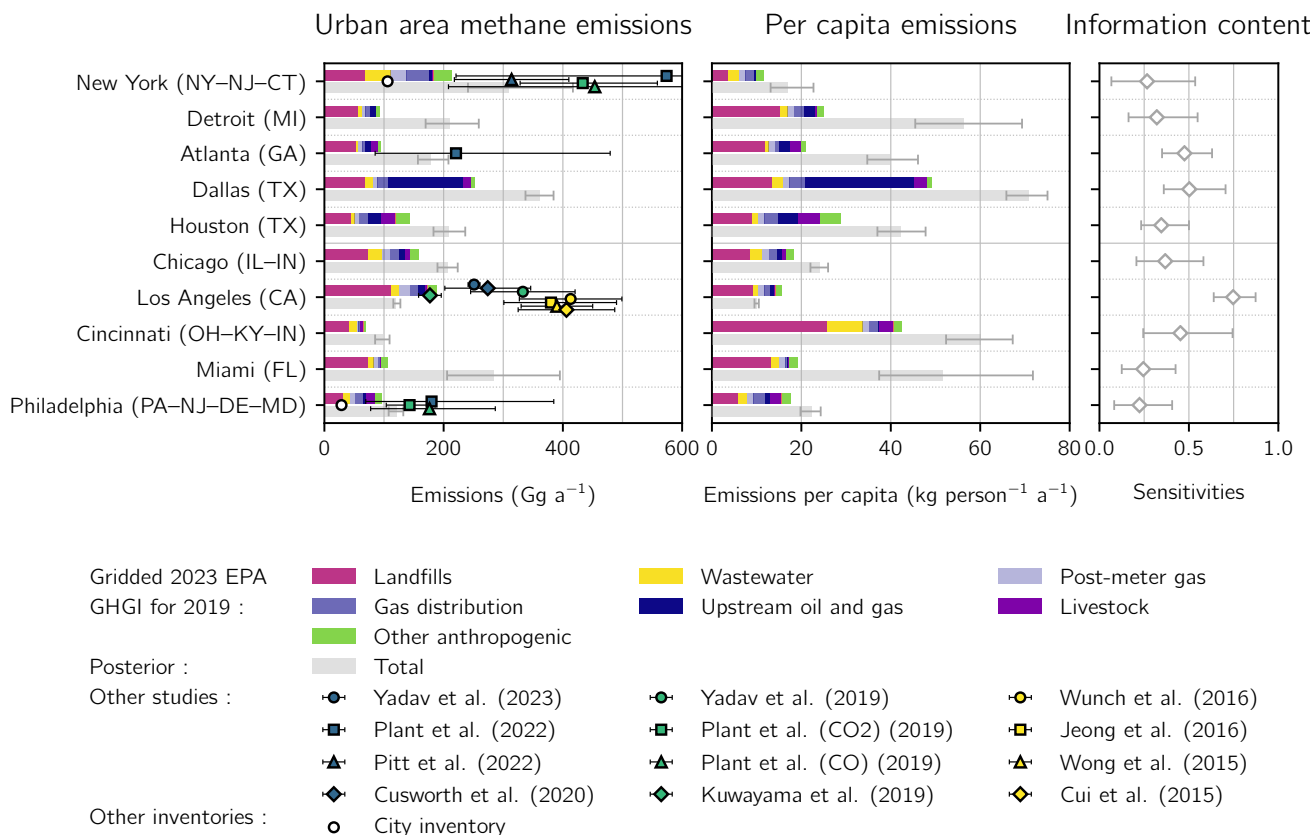 Urban area methane emissions Per capita emissions Information content
New York (NY–NJ–CT)
Detroit (MI)
Atlanta (GA)
Dallas (TX)
Houston (TX)
Chicago (IL–IN)
Los Angeles (CA)
Cincinnati (OH–KY–IN)
Miami (FL)
Philadelphia (PA–NJ–DE–MD)
0 200 400 600 0 20 40 60 80 0.0 0.5 1.0
Emissions (Gg a⁻¹) Emissions per capita (kg person⁻¹ a⁻¹) Sensitivities
Gridded 2023 EPA Landfills Wastewater Post-meter gas
GHGI for 2019 : Gas distribution Upstream oil and gas Livestock
Other anthropogenic
Posterior : Total
Other studies : Yadav et al. (2023) Yadav et al. (2019) Wunch et al. (2016)
Plant et al. (2022) Plant et al. (CO2) (2019) Jeong et al. (2016)
Pitt et al. (2022) Plant et al. (CO) (2019) Wong et al. (2015)
Cusworth et al. (2020) Kuwayama et al. (2019) Cui et al. (2015)
Other inventories : City inventory